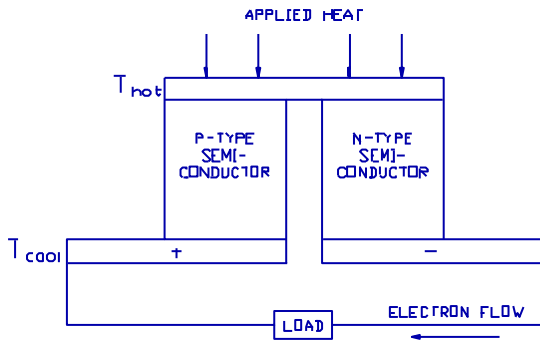 APPLIED HEAT
T hot
P-TYPE
SEMI-
CONDUCTOR
N-TYPE
SEMI-
CONDUCTOR
T cool
+
-
ELECTRON FLOW
LOAD